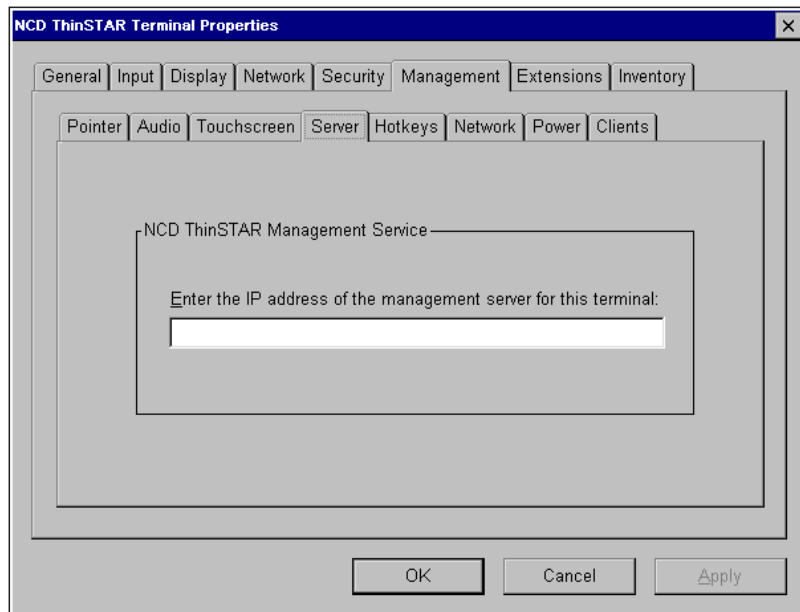 NCD ThinSTAR Terminal Properties
General Input Display Network Security Management Extensions Inventory
Pointer Audio Touchscreen Server Hotkeys Network Power Clients
NCD ThinSTAR Management Service
Enter the IP address of the management server for this terminal:
OK Cancel Apply